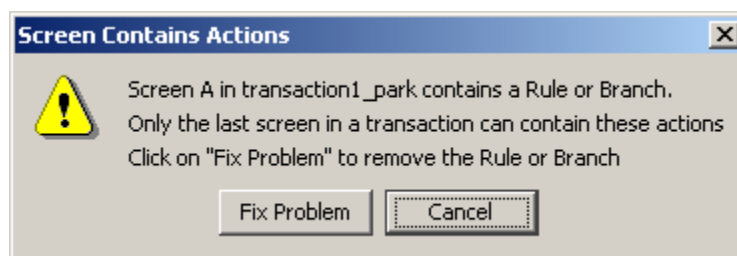 Screen Contains Actions
Screen A in transaction1_park contains a Rule or Branch.
Only the last screen in a transaction can contain these actions
Click on "Fix Problem" to remove the Rule or Branch
Fix Problem
Cancel